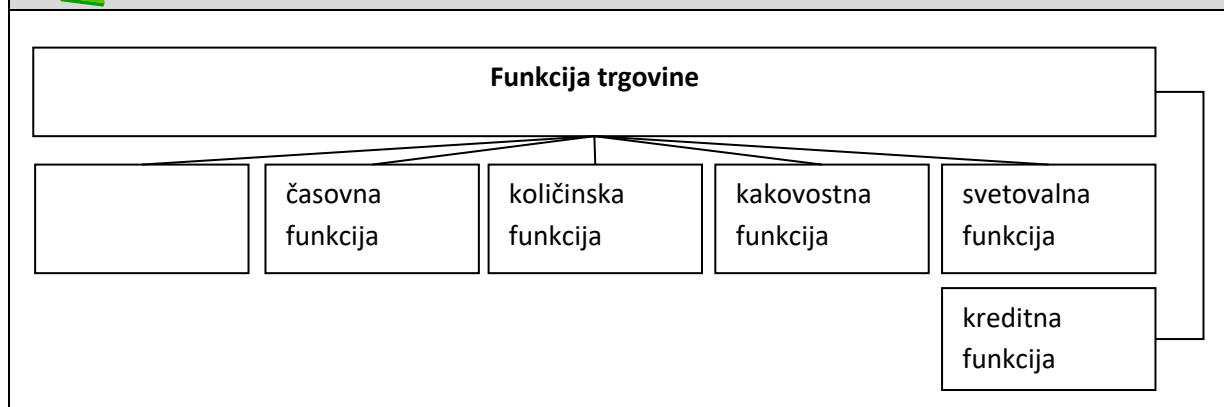 Funkcija trgovine
časovna
funkcija
količinska
funkcija
kakovostna
funkcija
svetovalna
funkcija
kreditna
funkcija